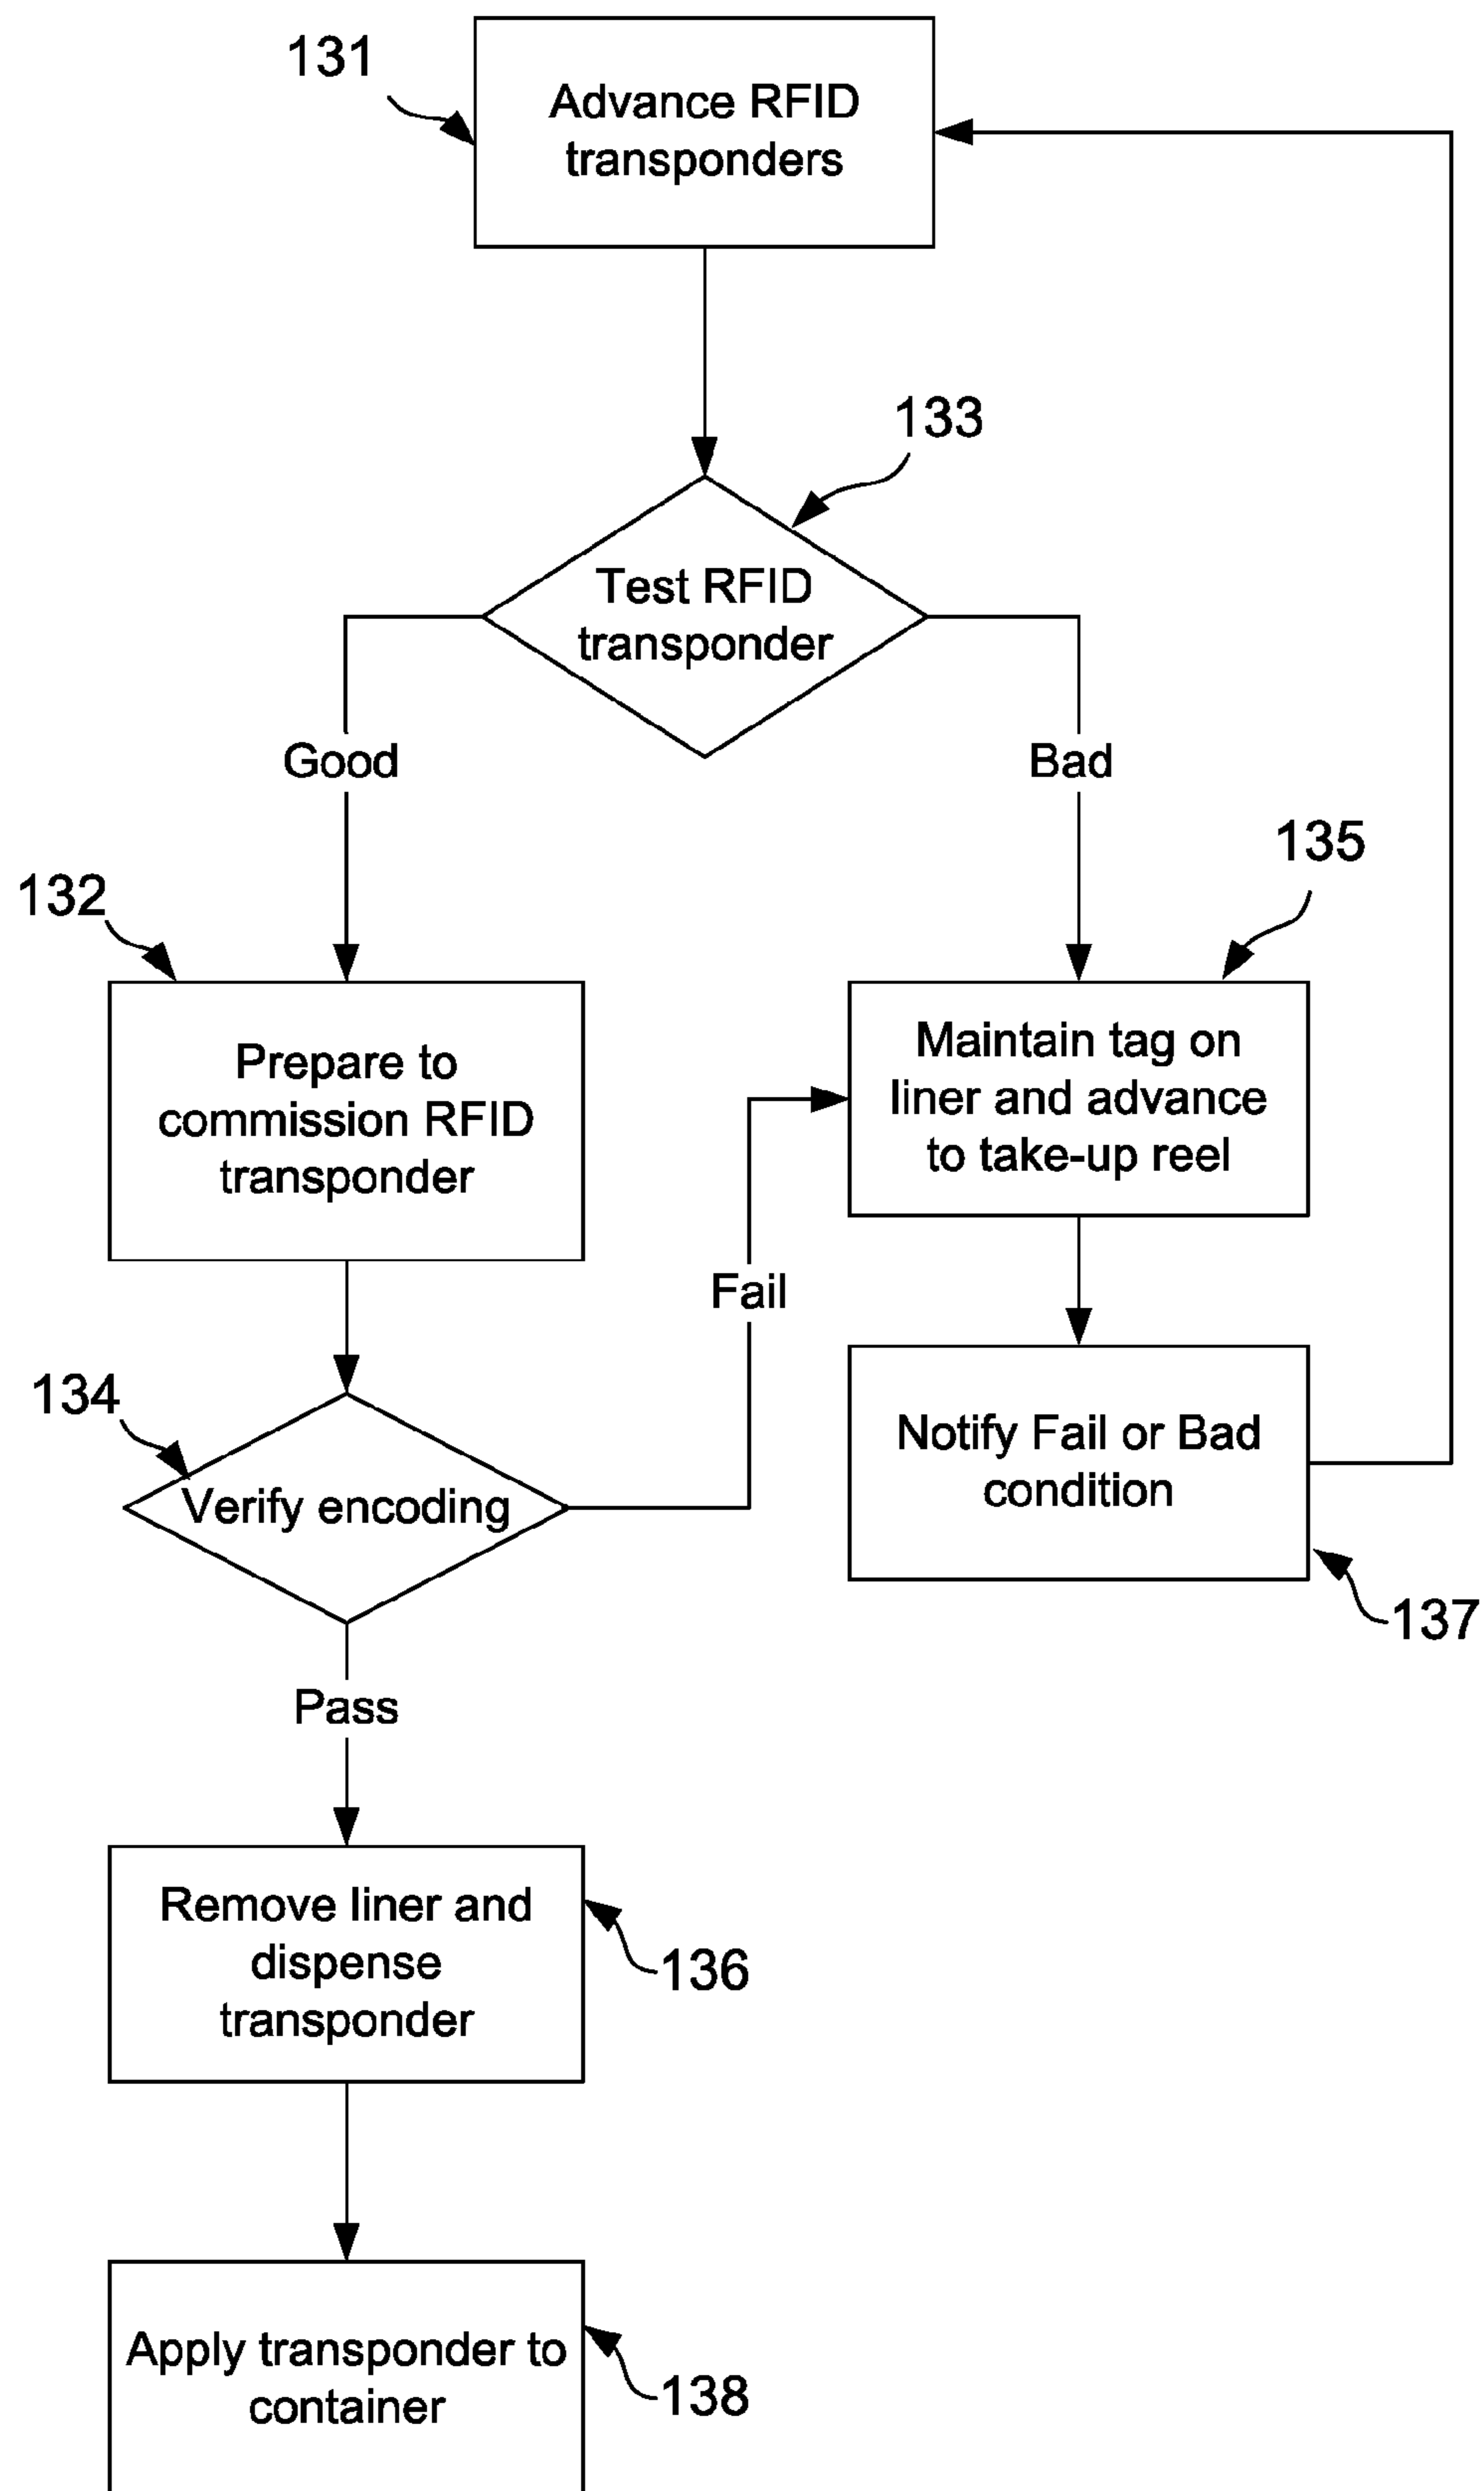 131
Advance RFID
transponders
133
Test RFID
transponder
Good
Bad
135
132
Prepare to
commission RFID
transponder
Maintain tag on
liner and advance
to take-up reel
Fail
134
Verify encoding
Notify Fail or Bad
condition
137
Pass
Remove liner and
dispense
transponder
136
Apply transponder to
container
138